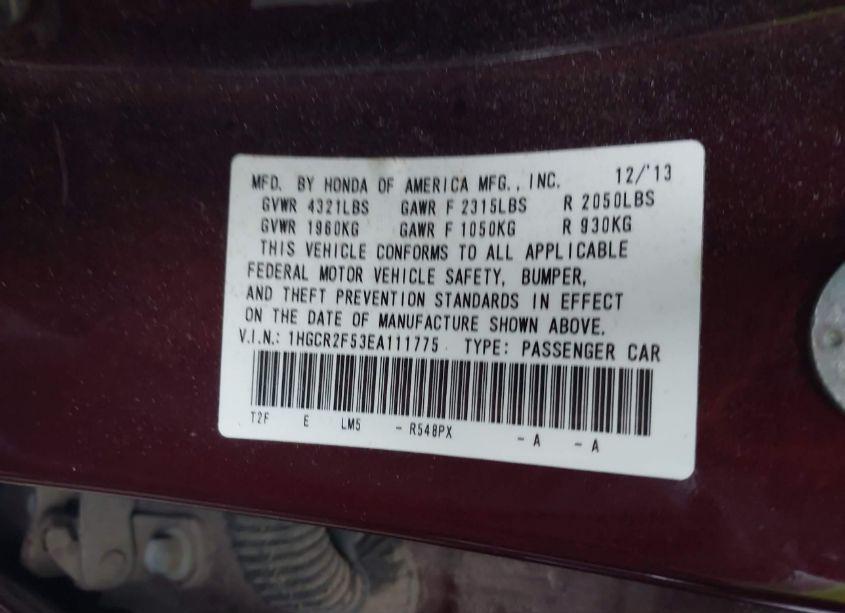 MFD. BY HONDA OF AMERICA MFG., INC. 12/'13
GVWR 4321LBS GAWR F 2315LBS R 2050LBS
GVWR 1960KG GAWR F 1050KG R 930KG
THIS VEHICLE CONFORMS TO ALL APPLICABLE
FEDERAL MOTOR VEHICLE SAFETY, BUMPER,
AND THEFT PREVENTION STANDARDS IN EFFECT
ON THE DATE OF MANUFACTURE SHOWN ABOVE.
V.I.N.: 1HGCR2F53EA111775 TYPE: PASSENGER CAR
T2F E LM5 - R548PX - A - A